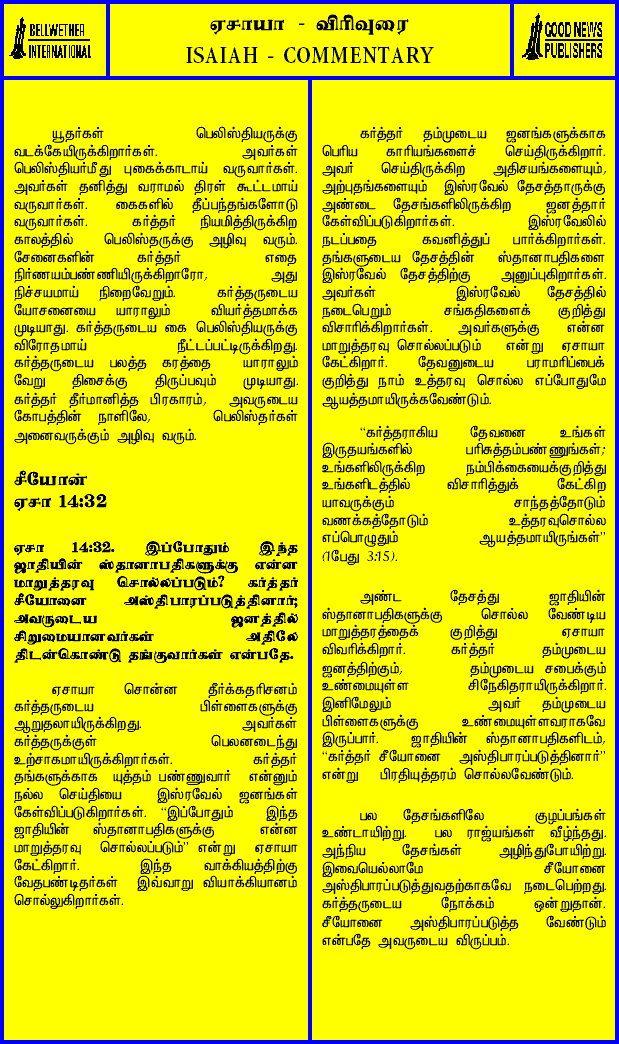 BELLWETHER
INTERNATIONAL
ஏசாயா - விரிவுரை
ISAIAH - COMMENTARY
GOOD NEWS
PUBLISHERS
யூதர்கள் பெலிஸ்தியருக்கு
வடக்கேயிருக்கிறார்கள். அவர்கள்
பெலிஸ்தியர்மீது புகைக்காடாய் வருவார்கள்.
அவர்கள் தனித்து வராமல் திரள் கூட்டமாய்
வருவார்கள். கைகளில் தீப்பந்தங்களோடு
வருவார்கள். கர்த்தர் நியமித்திருக்கிற
காலத்தில் பெலிஸ்தருக்கு அழிவு வரும்.
சேனைகளின் கர்த்தர் எதை
நிர்ணயம்பண்ணியிருக்கிறாரோ, அது
நிச்சயமாய் நிறைவேறும். கர்த்தருடைய
யோசனையை யாராலும் வியர்த்தமாக்க
முடியாது. கர்த்தருடைய கை பெலிஸ்தியருக்கு
விரோதமாய் நீட்டப்பட்டிருக்கிறது.
கர்த்தருடைய பலத்த கரத்தை யாராலும்
வேறு திசைக்கு திருப்பவும் முடியாது.
கர்த்தர் தீர்மானித்த பிரகாரம், அவருடைய
கோபத்தின் நாளிலே, பெலிஸ்தர்கள்
அனைவருக்கும் அழிவு வரும்.
சீயோன்
ஏசா 14:32
ஏசா 14:32. இப்போதும் இந்த
ஜாதியின் ஸ்தானாபதிகளுக்கு என்ன
மாறுத்தரவு சொல்லப்படும்? கர்த்தர்
சீயோனை அஸ்திபாரப்படுத்தினார்;
அவருடைய ஜனத்தில்
சிறுமையானவர்கள் அதிலே
திடன்கொண்டு தங்குவார்கள் என்பதே.
ஏசாயா சொன்ன தீர்க்கதரிசனம்
கர்த்தருடைய பிள்ளைகளுக்கு
ஆறுதலாயிருக்கிறது. அவர்கள்
கர்த்தருக்குள் பெலனடைந்து
உற்சாகமாயிருக்கிறார்கள். கர்த்தர்
தங்களுக்காக யுத்தம் பண்ணுவார் என்னும்
நல்ல செய்தியை இஸ்ரவேல் ஜனங்கள்
கேள்விப்படுகிறார்கள். “இப்போதும் இந்த
ஜாதியின் ஸ்தானாபதிகளுக்கு என்ன
மாறுத்தரவு சொல்லப்படும்” என்று ஏசாயா
கேட்கிறார். இந்த வாக்கியத்திற்கு
வேதபண்டிதர்கள் இவ்வாறு வியாக்கியானம்
சொல்லுகிறார்கள்.
கர்த்தர் தம்முடைய ஜனங்களுக்காக
பெரிய காரியங்களைச் செய்திருக்கிறார்.
அவர் செய்திருக்கிற அதிசயங்களையும்,
அற்புதங்களையும் இஸ்ரவேல் தேசத்தாருக்கு
அண்டை தேசங்களிலிருக்கிற ஜனத்தார்
கேள்விப்படுகிறார்கள். இஸ்ரவேலில்
நடப்பதை கவனித்துப் பார்க்கிறார்கள்.
தங்களுடைய தேசத்தின் ஸ்தானாபதிகளை
இஸ்ரவேல் தேசத்திற்கு அனுப்புகிறார்கள்.
அவர்கள் இஸ்ரவேல் தேசத்தில்
நடைபெறும் சங்கதிகளைக் குறித்து
விசாரிக்கிறார்கள். அவர்களுக்கு என்ன
மாறுத்தரவு சொல்லப்படும் என்று ஏசாயா
கேட்கிறார். தேவனுடைய பராமரிப்பைக்
குறித்து நாம் உத்தரவு சொல்ல எப்போதுமே
ஆயத்தமாயிருக்கவேண்டும்.
“கர்த்தராகிய தேவனை உங்கள்
இருதயங்களில் பரிசுத்தம்பண்ணுங்கள்;
உங்களிலிருக்கிற நம்பிக்கையைக்குறித்து
உங்களிடத்தில் விசாரித்துக் கேட்கிற
யாவருக்கும் சாந்தத்தோடும்
வணக்கத்தோடும் உத்தரவுசொல்ல
எப்பொழுதும் ஆயத்தமாயிருங்கள்”
(1பேது 3:15).
அண்ட தேசத்து ஜாதியின்
ஸ்தானாபதிகளுக்கு சொல்ல வேண்டிய
மாறுத்தரத்தைக் குறித்து ஏசாயா
விவரிக்கிறார். கர்த்தர் தம்முடைய
ஜனத்திற்கும், தம்முடைய சபைக்கும்
உண்மையுள்ள சிநேகிதராயிருக்கிறார்.
இனிமேலும் அவர் தம்முடைய
பிள்ளைகளுக்கு உண்மையுள்ளவராகவே
இருப்பார். ஜாதியின் ஸ்தானாபதிகளிடம்,
“கர்த்தர் சீயோனை அஸ்திபாரப்படுத்தினார்”
என்று பிரதியுத்தரம் சொல்லவேண்டும்.
பல தேசங்களிலே குழப்பங்கள்
உண்டாயிற்று. பல ராஜ்யங்கள் வீழ்ந்தது.
அந்நிய தேசங்கள் அழிந்துபோயிற்று.
இவையெல்லாமே சீயோனை
அஸ்திபாரப்படுத்துவதற்காகவே நடைபெற்றது.
கர்த்தருடைய நோக்கம் ஒன்றுதான்.
சீயோனை அஸ்திபாரப்படுத்த வேண்டும்
என்பதே அவருடைய விருப்பம்.